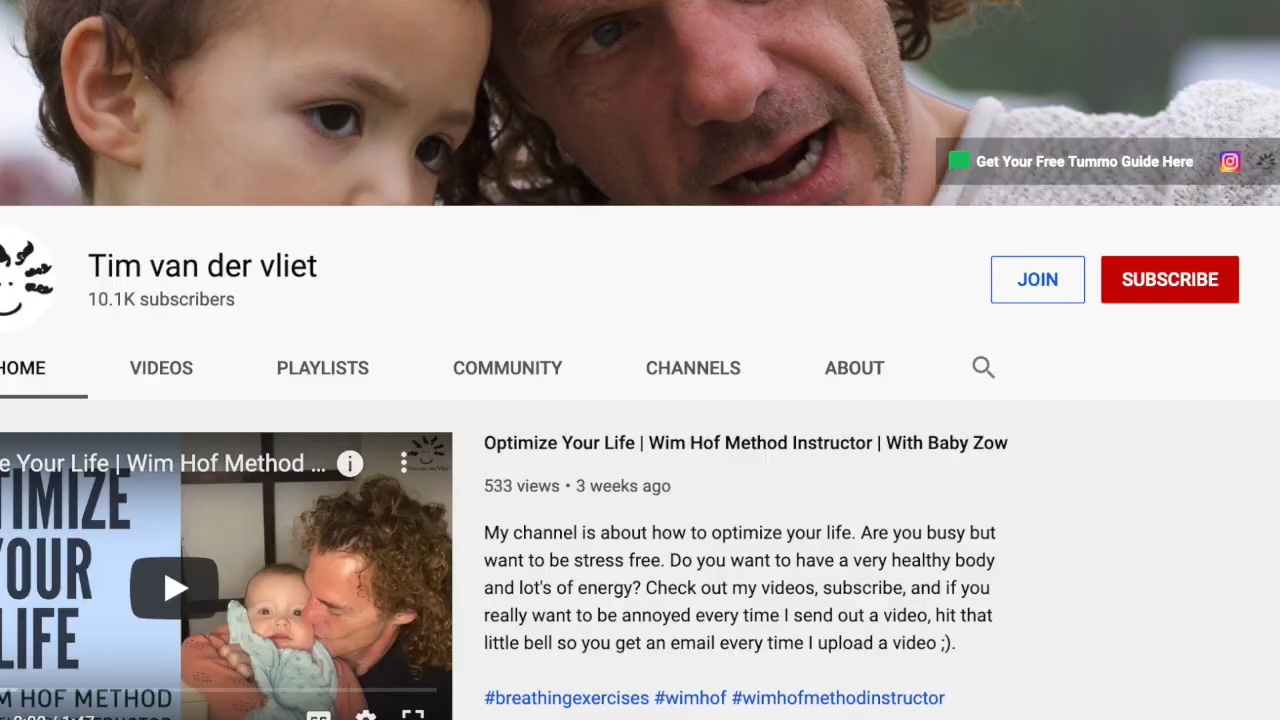 Get Your Free Tummo Guide Here
Tim van der vliet
10.1K subscribers
JOIN
SUBSCRIBE
HOME
VIDEOS
PLAYLISTS
COMMUNITY
CHANNELS
ABOUT
e Your Life | Wim Hof Method ...
TIMIZE
YOUR
LIFE
M HOF METHOD
Optimize Your Life | Wim Hof Method Instructor | With Baby Zow
533 views • 3 weeks ago
My channel is about how to optimize your life. Are you busy but
want to be stress free. Do you want to have a very healthy body
and lot's of energy? Check out my videos, subscribe, and if you
really want to be annoyed every time I send out a video, hit that
little bell so you get an email every time I upload a video ;).
#breathingexercises #wimhof #wimhofmethodinstructor